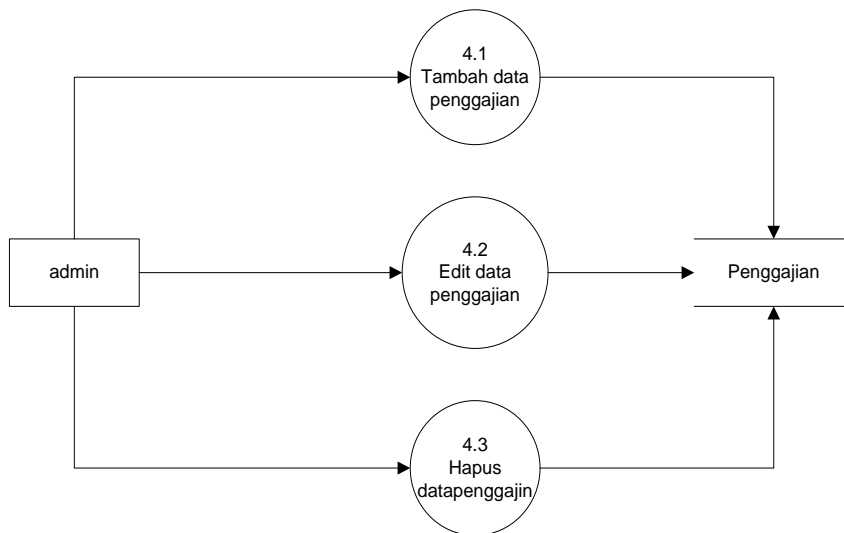 4.1
Tambah data
penggajian
admin
4.2
Edit data
penggajian
Penggajian
4.3
Hapus
datapenggajin